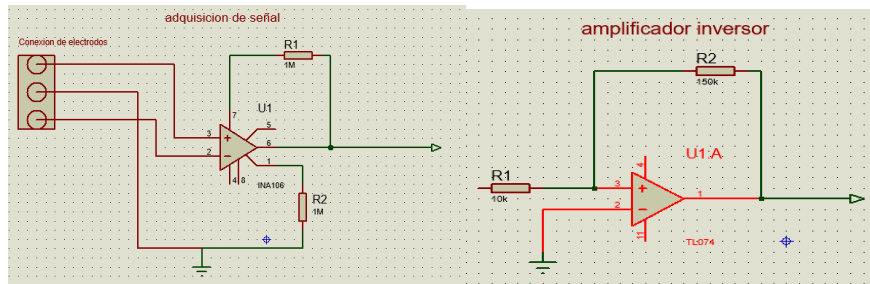 adquisicion de señal
Conexion de electrodos
R1
1M
U1
7
5
3
6
2
1
4 8
INA106
R2
1M
amplificador inversor
R2
150k
U1:A
4
R1
10k
3
1
2
11
TL074